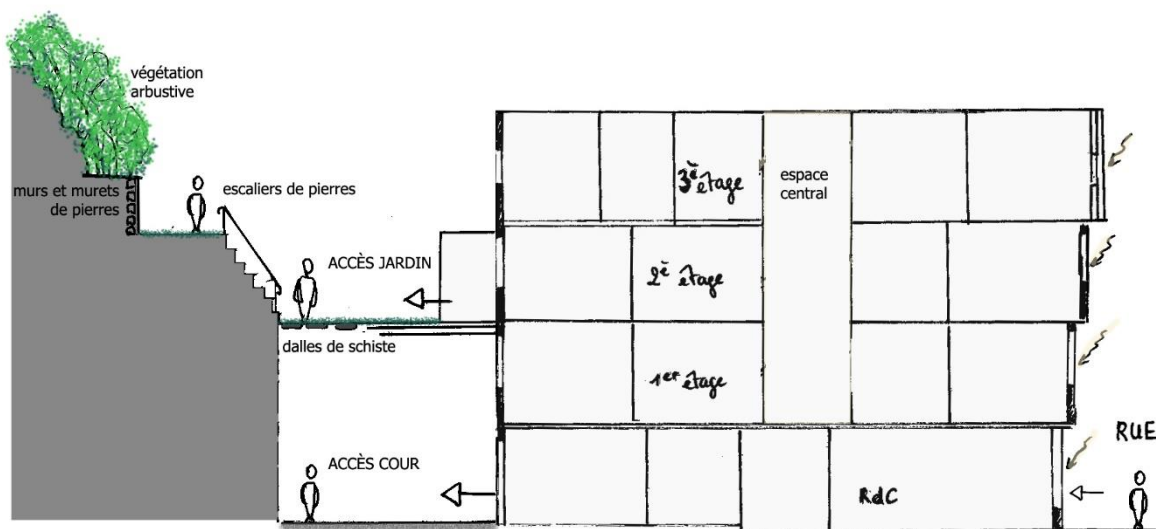 végétation
arbustive
murs et murets
de pierres
escaliers de pierres
ACCÈS JARDIN
dalles de schiste
ACCÈS COUR
3è étage
espace
central
2è étage
1er étage
RdC
RUE